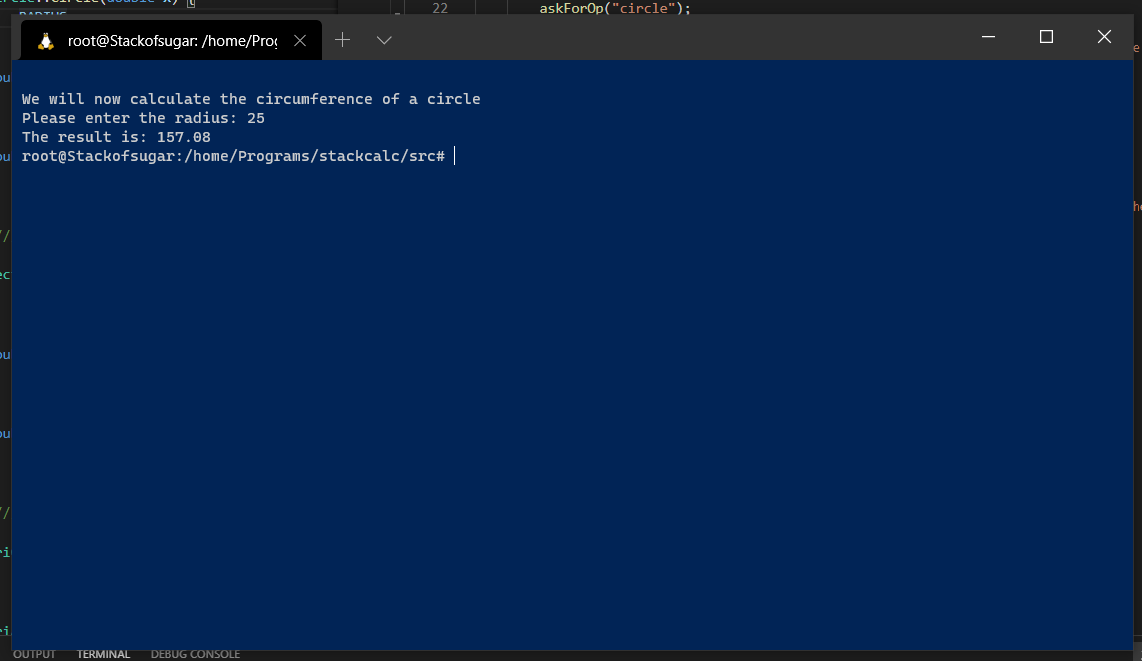 22 askForOp("circle");
root@Stackofsugar: /home/Prog
We will now calculate the circumference of a circle
Please enter the radius: 25
The result is: 157.08
root@Stackofsugar:/home/Programs/stackcalc/src#
OUTPUT TERMINAL DEBUG CONSOLE